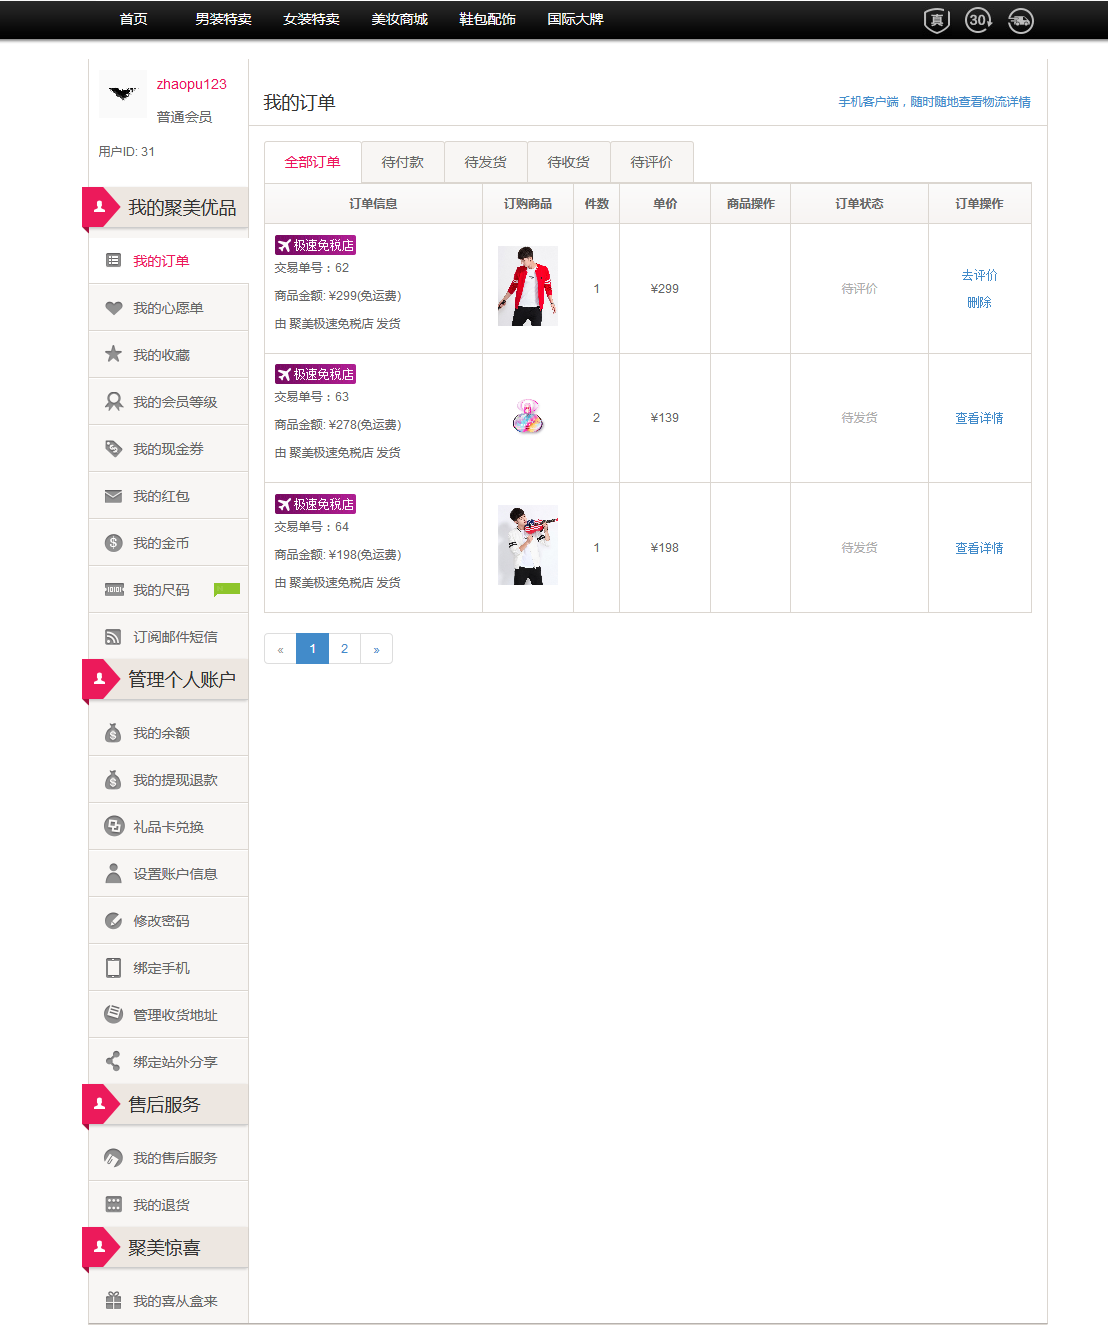 首页 男装特卖 女装特卖 美妆商城 鞋包配饰 国际大牌 真 30
zhaopu123
普通会员
用户ID: 31
我的聚美优品
我的订单
我的心愿单
我的收藏
我的会员等级
我的现金券
我的红包
我的金币
我的尺码
订阅邮件短信
管理个人账户
我的余额
我的提现退款
礼品卡兑换
设置账户信息
修改密码
绑定手机
管理收货地址
绑定站外分享
售后服务
我的售后服务
我的退货
聚美惊喜
我的喜从盒来
我的订单 手机客户端，随时随地查看物流详情
全部订单 待付款 待发货 待收货 待评价
订单信息 订购商品 件数 单价 商品操作 订单状态 订单操作
极速免税店
交易单号：62
商品金额: ¥299(免运费)
由 聚美极速免税店 发货
1 ¥299 待评价 去评价
删除
极速免税店
交易单号：63
商品金额: ¥278(免运费)
由 聚美极速免税店 发货
2 ¥139 待发货 查看详情
极速免税店
交易单号：64
商品金额: ¥198(免运费)
由 聚美极速免税店 发货
1 ¥198 待发货 查看详情
« 1 2 »